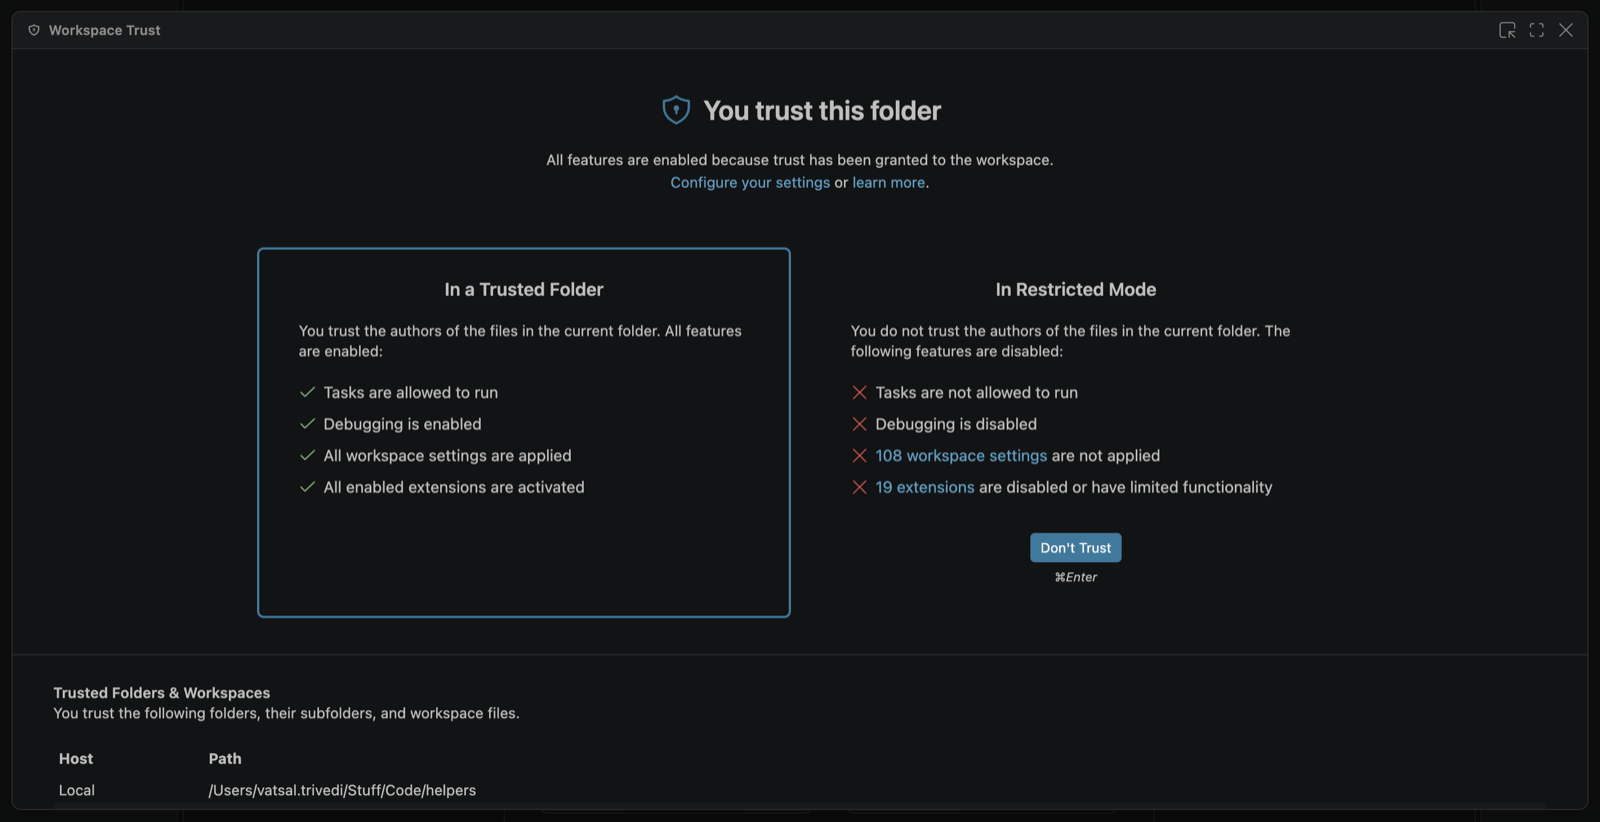 Workspace Trust
You trust this folder
All features are enabled because trust has been granted to the workspace.
Configure your settings or learn more.
In a Trusted Folder
You trust the authors of the files in the current folder. All features
are enabled:
Tasks are allowed to run
Debugging is enabled
All workspace settings are applied
All enabled extensions are activated
In Restricted Mode
You do not trust the authors of the files in the current folder. The
following features are disabled:
Tasks are not allowed to run
Debugging is disabled
108 workspace settings are not applied
19 extensions are disabled or have limited functionality
Don't Trust
⌘Enter
Trusted Folders & Workspaces
You trust the following folders, their subfolders, and workspace files.
Host Path
Local /Users/vatsal.trivedi/Stuff/Code/helpers